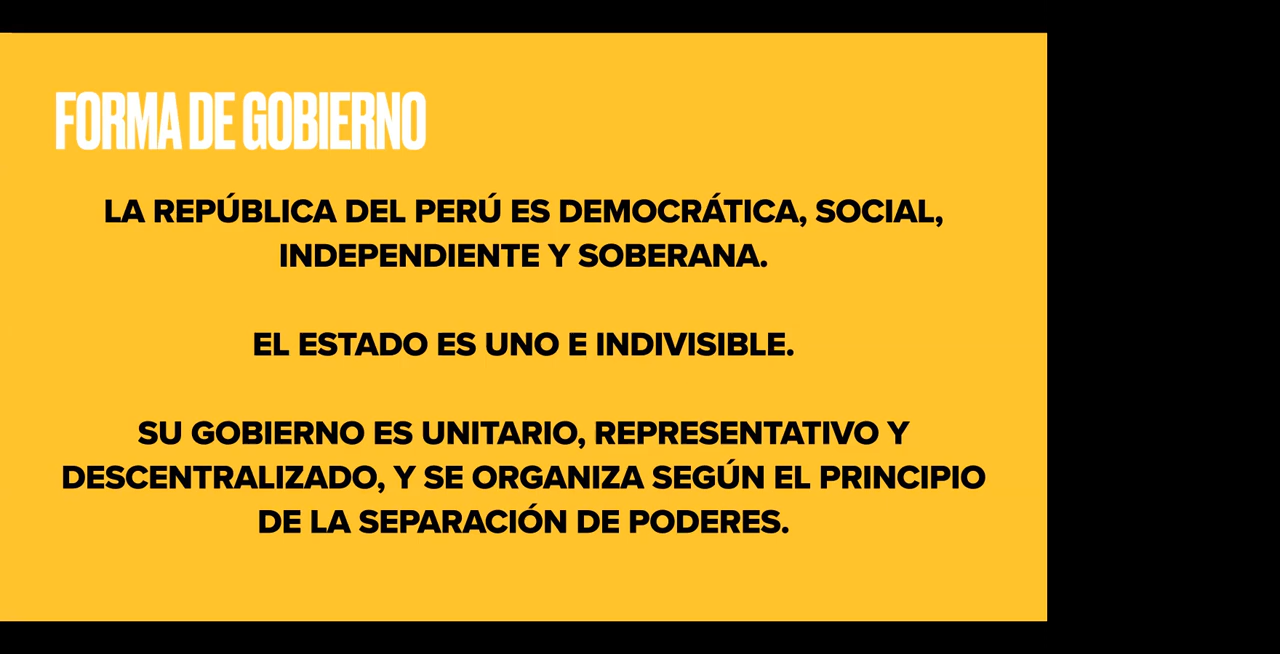 FORMA DE GOBIERNO
LA REPÚBLICA DEL PERÚ ES DEMOCRÁTICA, SOCIAL,
INDEPENDIENTE Y SOBERANA.
EL ESTADO ES UNO E INDIVISIBLE.
SU GOBIERNO ES UNITARIO, REPRESENTATIVO Y
DESCENTRALIZADO, Y SE ORGANIZA SEGÚN EL PRINCIPIO
DE LA SEPARACIÓN DE PODERES.